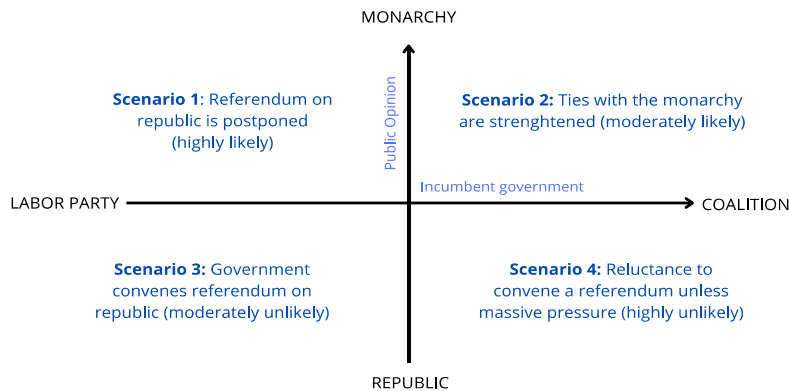 MONARCHY
Scenario 1: Referendum on
republic is postponed
(highly likely)
Public Opinion
Scenario 2: Ties with the monarchy
are strenghtened (moderately likely)
Incumbent government
LABOR PARTY
COALITION
Scenario 3: Government
convenes referendum on
republic (moderately unlikely)
Scenario 4: Reluctance to
convene a referendum unless
massive pressure (highly unlikely)
REPUBLIC